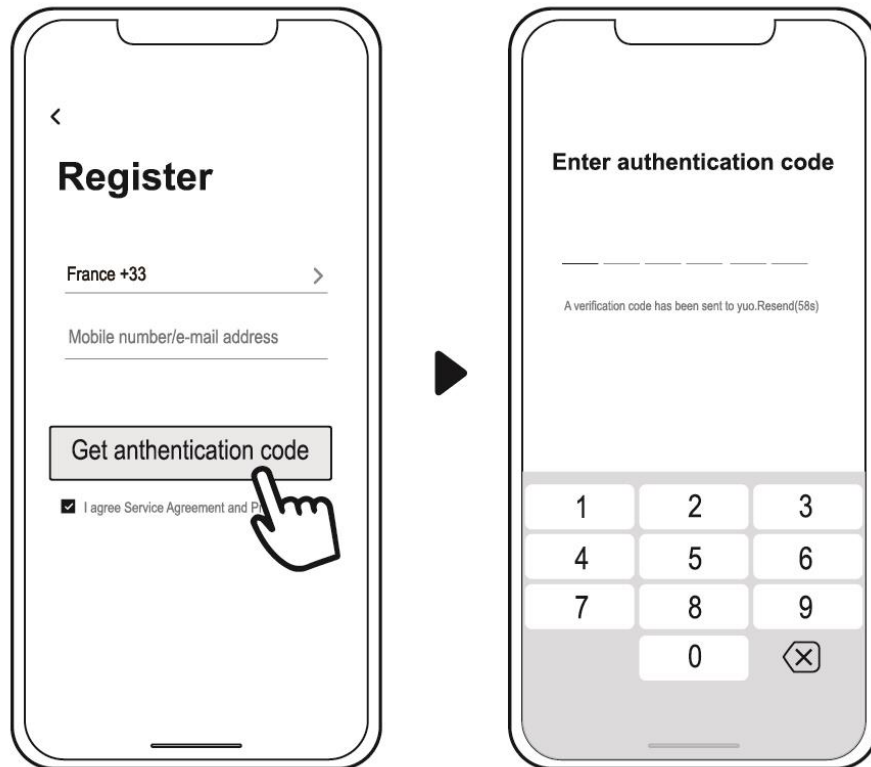 Register
France +33
Mobile number/e-mail address
Get anthentication code
I agree Service Agreement and
Enter authentication code
A verification code has been sent to yuo.Resend(58s)
1 2 3
4 5 6
7 8 9
0